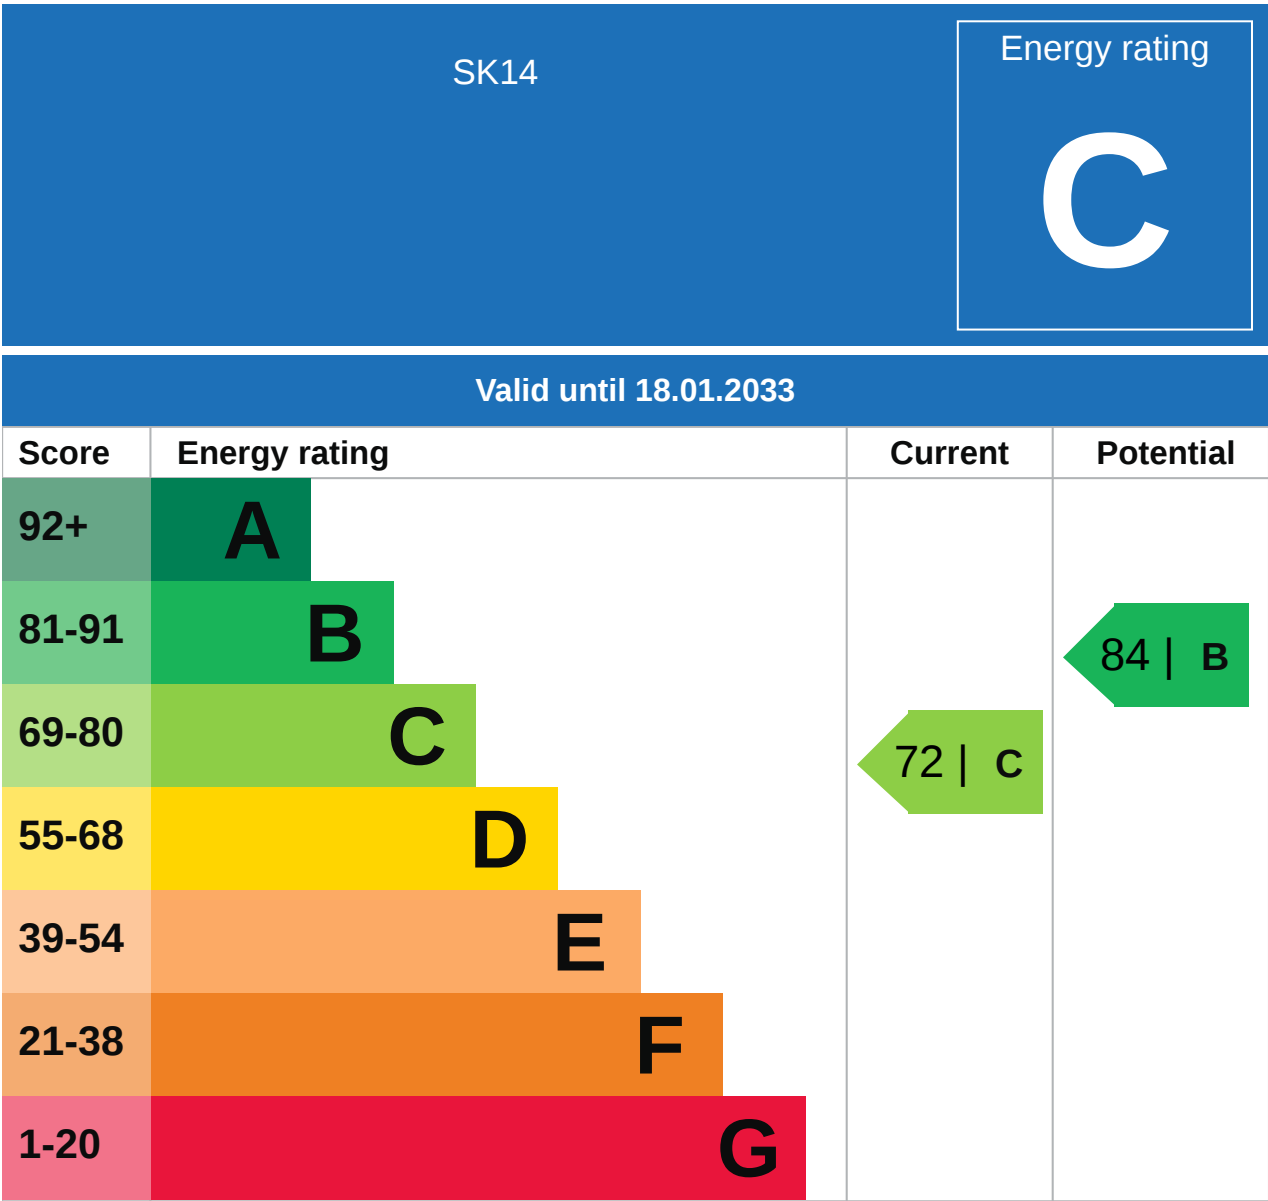 SK14
Energy rating
C
Valid until 18.01.2033
Score Energy rating Current Potential
92+ A
81-91 B 84 | B
69-80 C 72 | C
55-68 D
39-54 E
21-38 F
1-20 G